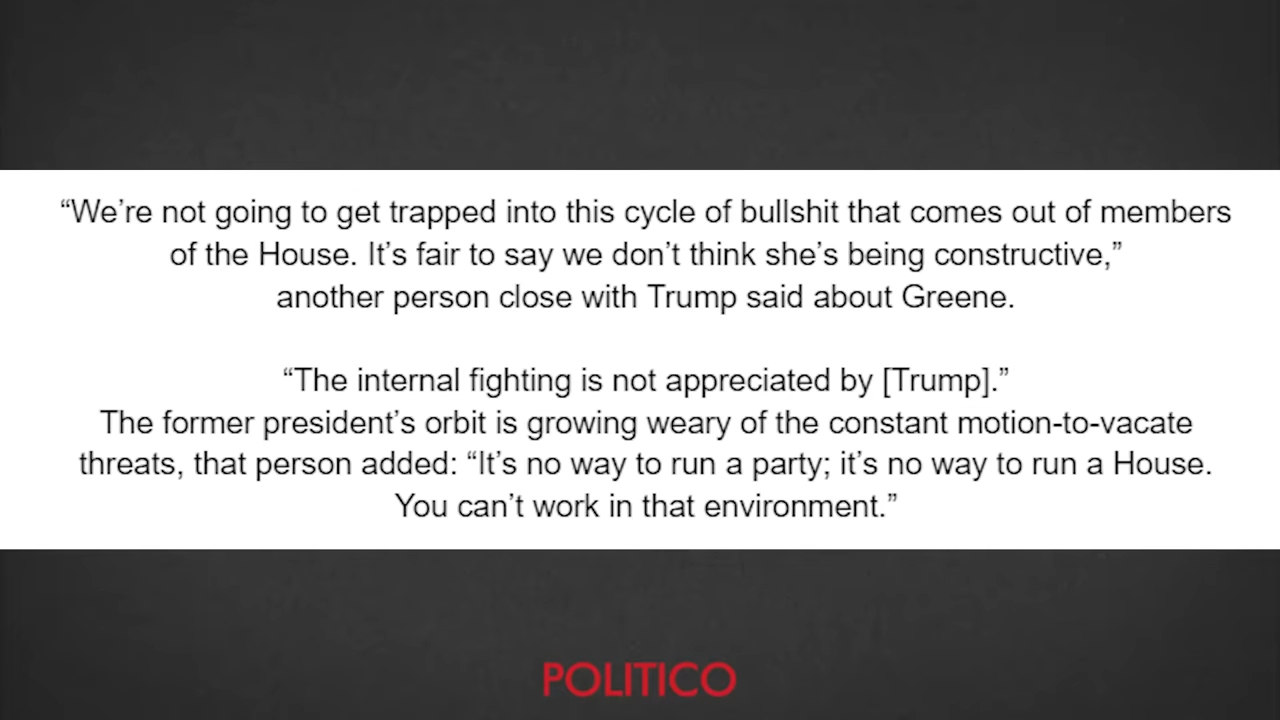 “We’re not going to get trapped into this cycle of bullshit that comes out of members
of the House. It’s fair to say we don’t think she’s being constructive,”
another person close with Trump said about Greene.
“The internal fighting is not appreciated by [Trump].”
The former president’s orbit is growing weary of the constant motion-to-vacate
threats, that person added: “It’s no way to run a party; it’s no way to run a House.
You can’t work in that environment.”
POLITICO